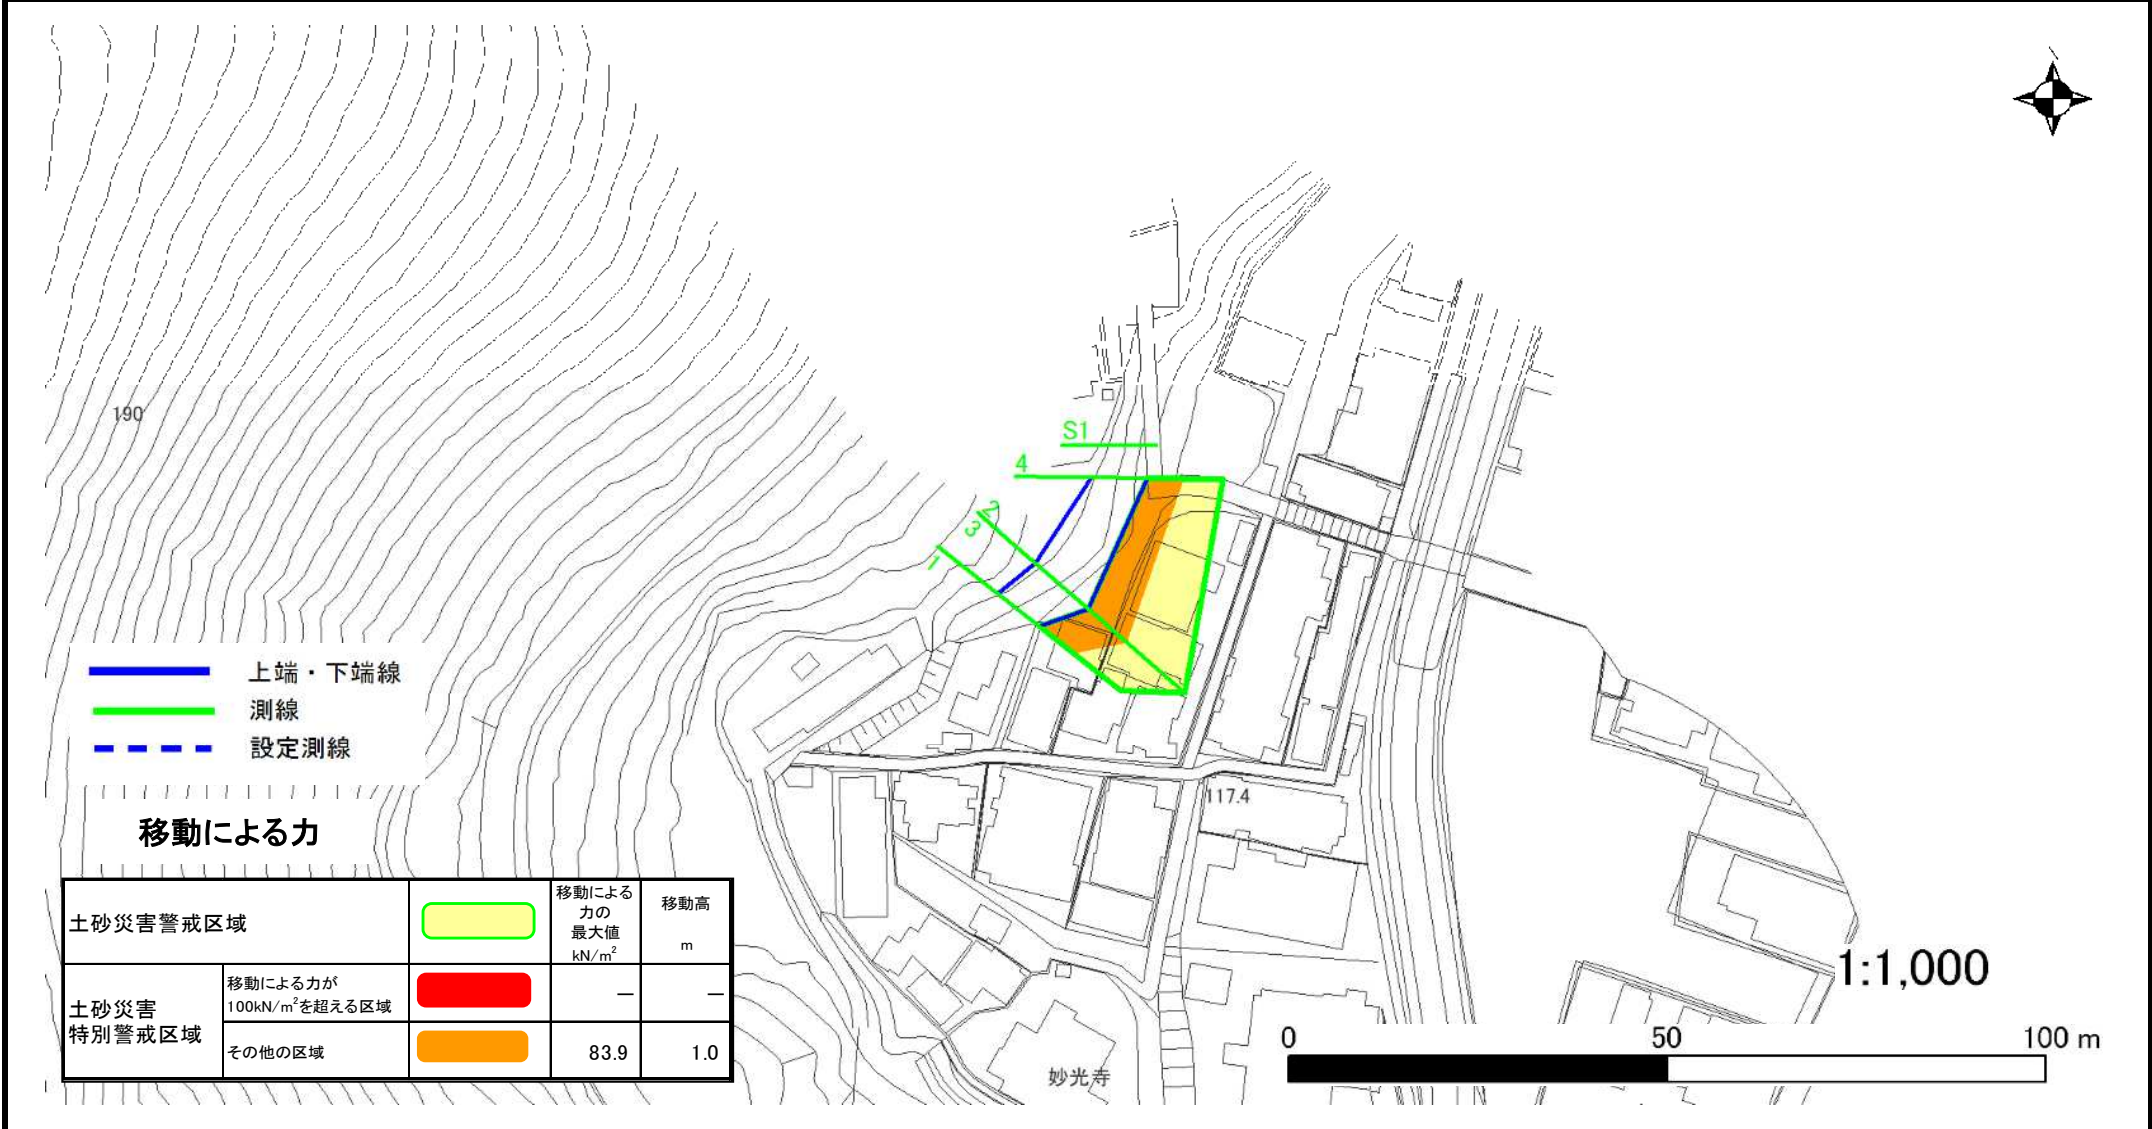 190
S1
4
2
3
1
上端・下端線
測線
設定測線
117.4
移動による力
土砂災害警戒区域
移動による
力の
最大値
kN/m²
移動高
m
土砂災害
特別警戒区域
移動による力が
100kN/m²を超える区域
－
－
その他の区域
83.9
1.0
1:1,000
0 50 100 m
妙光寺